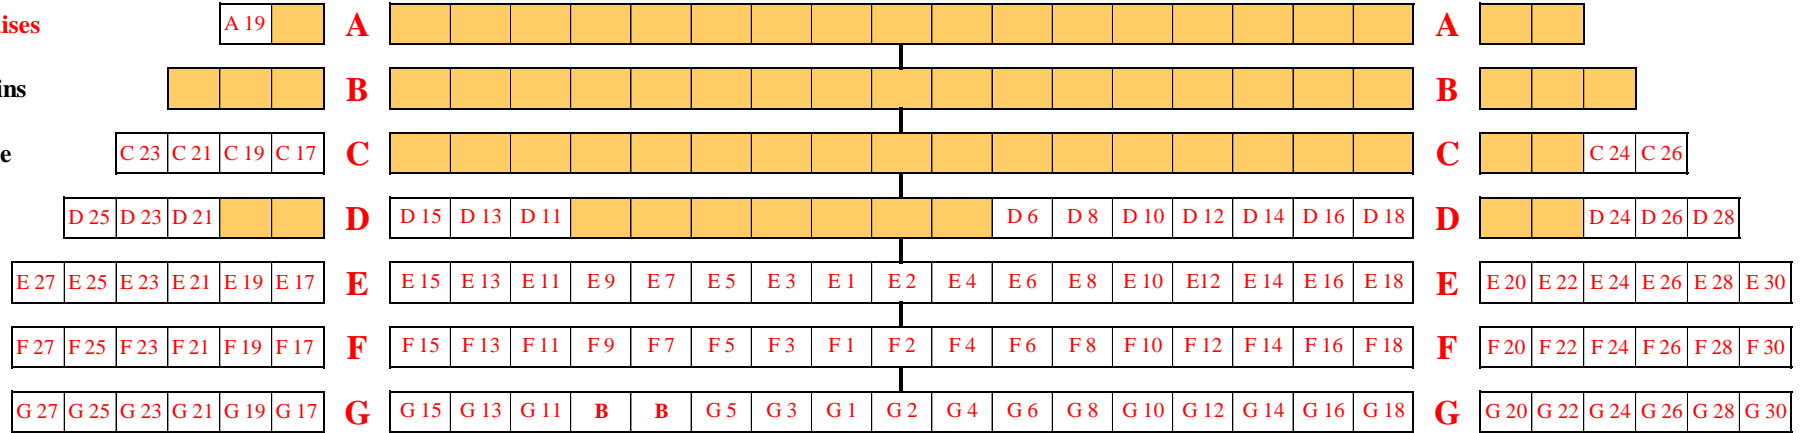 ises A 19 A A
ins B B
e C 23 C 21 C 19 C 17 C C C 24 C 26
D 25 D 23 D 21 D D 15 D 13 D 11 D 6 D 8 D 10 D 12 D 14 D 16 D 18 D D 24 D 26 D 28
E 27 E 25 E 23 E 21 E 19 E 17 E E 15 E 13 E 11 E 9 E 7 E 5 E 3 E 1 E 2 E 4 E 6 E 8 E 10 E12 E 14 E 16 E 18 E E 20 E 22 E 24 E 26 E 28 E 30
F 27 F 25 F 23 F 21 F 19 F 17 F F 15 F 13 F 11 F 9 F 7 F 5 F 3 F 1 F 2 F 4 F 6 F 8 F 10 F 12 F 14 F 16 F 18 F F 20 F 22 F 24 F 26 F 28 F 30
G 27 G 25 G 23 G 21 G 19 G 17 G G 15 G 13 G 11 B B G 5 G 3 G 1 G 2 G 4 G 6 G 8 G 10 G 12 G 14 G 16 G 18 G G 20 G 22 G 24 G 26 G 28 G 30